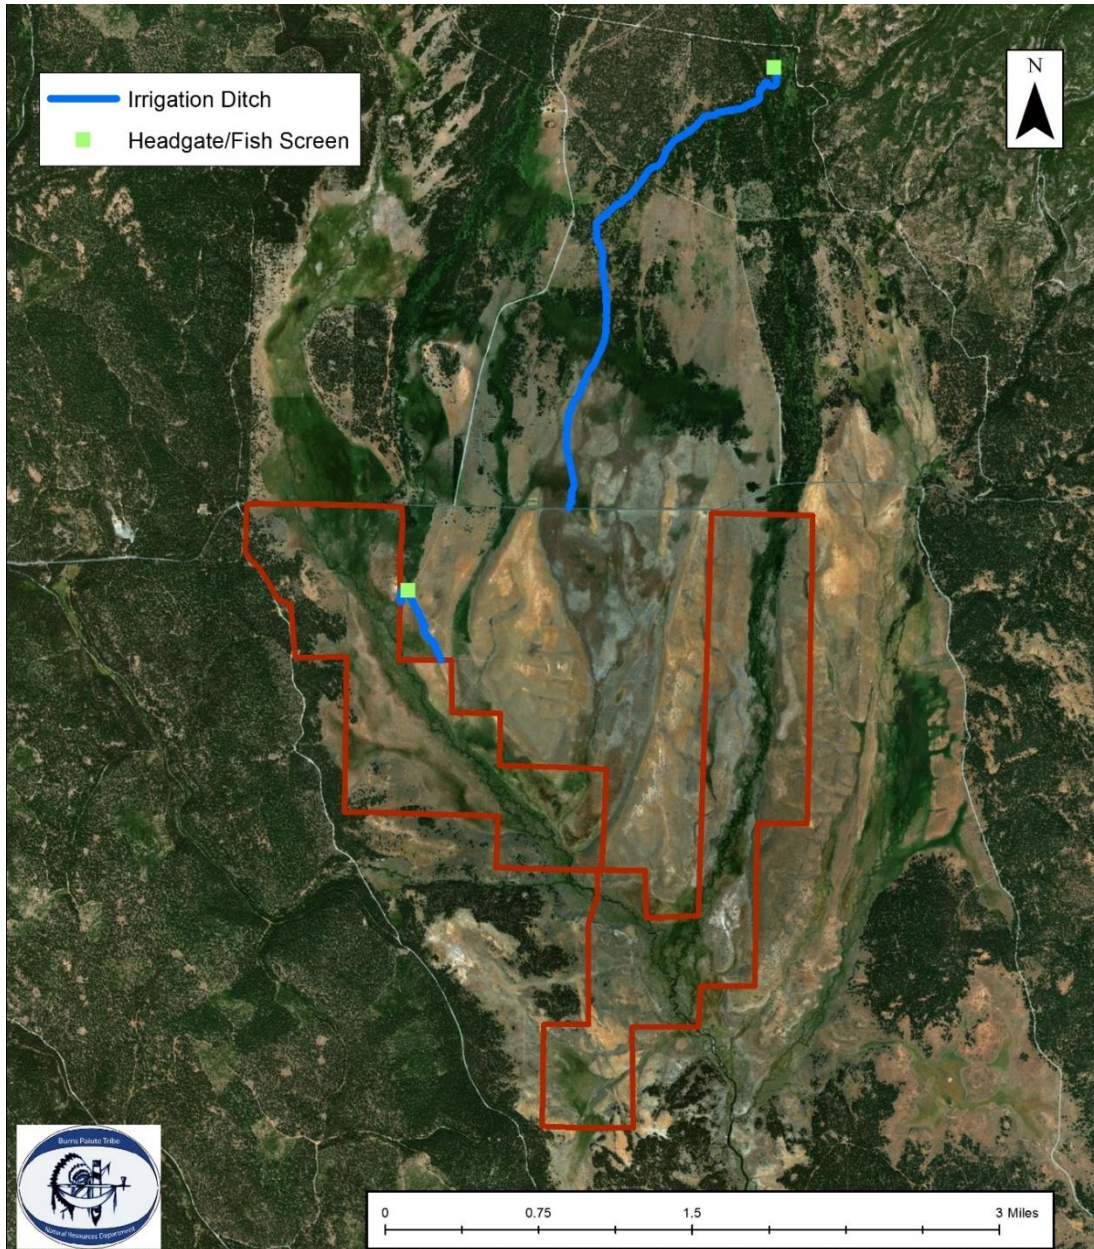 Irrigation Ditch
Headgate/Fish Screen
N
Burns Paiute Tribe
Natural Resources Department
0 0.75 1.5 3 Miles